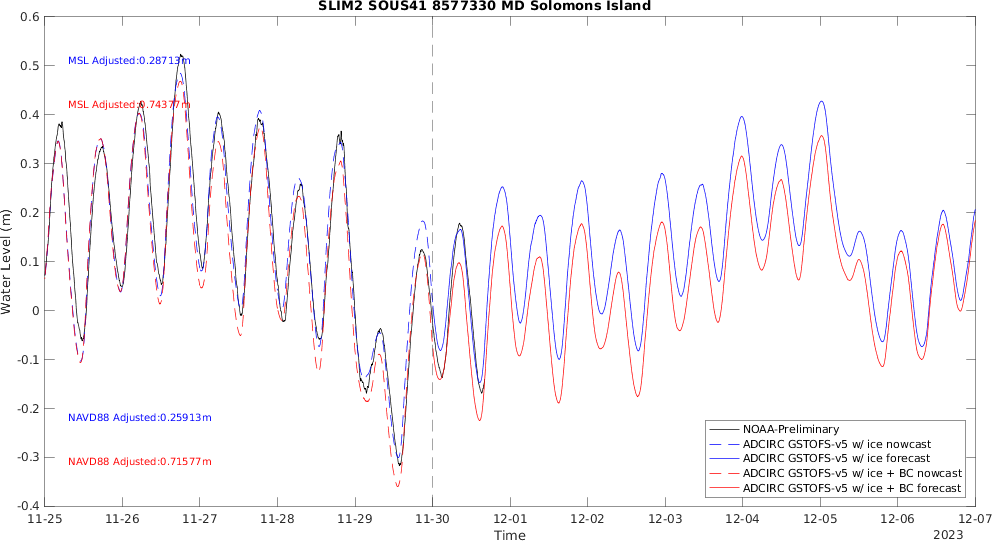 SLIM2 SOUS41 8577330 MD Solomons Island
0.6
0.5
0.4
0.3
0.2
0.1
0
-0.1
-0.2
-0.3
-0.4
Water Level (m)
MSL Adjusted:0.28713m
MSL Adjusted:0.74377m
NAVD88 Adjusted:0.25913m
NAVD88 Adjusted:0.71577m
NOAA-Preliminary
ADCIRC GSTOFS-v5 w/ ice nowcast
ADCIRC GSTOFS-v5 w/ ice forecast
ADCIRC GSTOFS-v5 w/ ice + BC nowcast
ADCIRC GSTOFS-v5 w/ ice + BC forecast
11-25 11-26 11-27 11-28 11-29 11-30 12-01 12-02 12-03 12-04 12-05 12-06 12-07
Time
2023